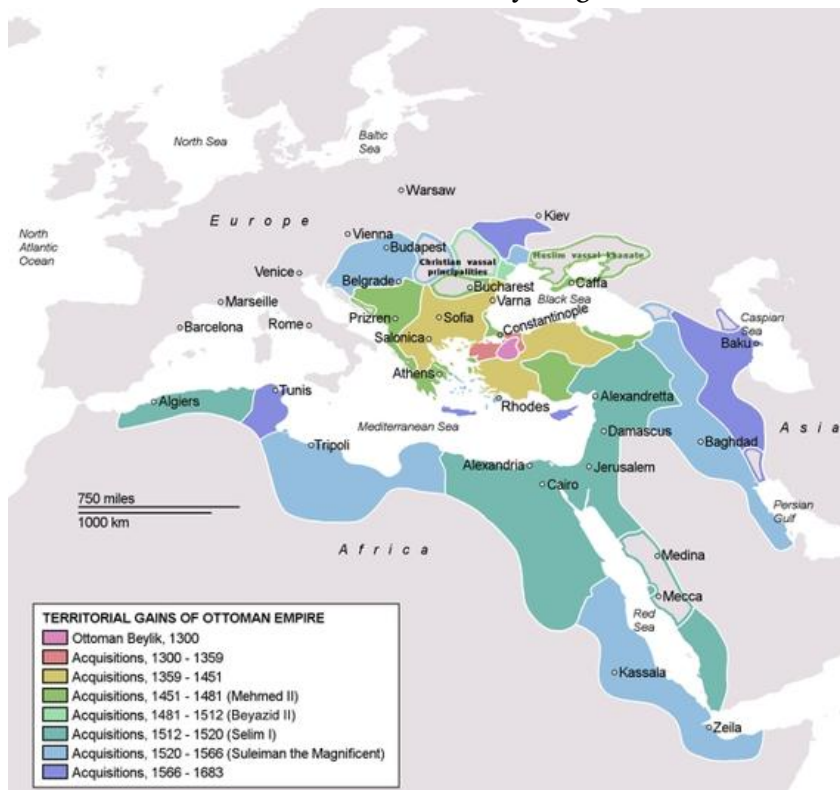 North Sea
Baltic
Sea
Warsaw
Europe
Kiev
North
Atlantic
Ocean
Vienna
Budapest
Christian vassal
principalities
Muslim vassal khanate
Venice
Belgrade
Bucharest
Caffa
Varna
Black Sea
Caspian
Sea
Marseille
Prizren
Sofia
Constantinople
Barcelona
Rome
Salonica
Baku
Athens
Algiers
Tunis
Rhodes
Alexandretta
Mediterranean Sea
Damascus
Asia
Tripoli
Baghdad
Alexandria
Jerusalem
Cairo
750 miles
1000 km
Persian
Gulf
Africa
Medina
Mecca
Red
Sea
Kassala
Zeila
TERRITORIAL GAINS OF OTTOMAN EMPIRE
Ottoman Beylik, 1300
Acquisitions, 1300 - 1359
Acquisitions, 1359 - 1451
Acquisitions, 1451 - 1481 (Mehmed II)
Acquisitions, 1481 - 1512 (Beyazid II)
Acquisitions, 1512 - 1520 (Selim I)
Acquisitions, 1520 - 1566 (Suleiman the Magnificent)
Acquisitions, 1566 - 1683